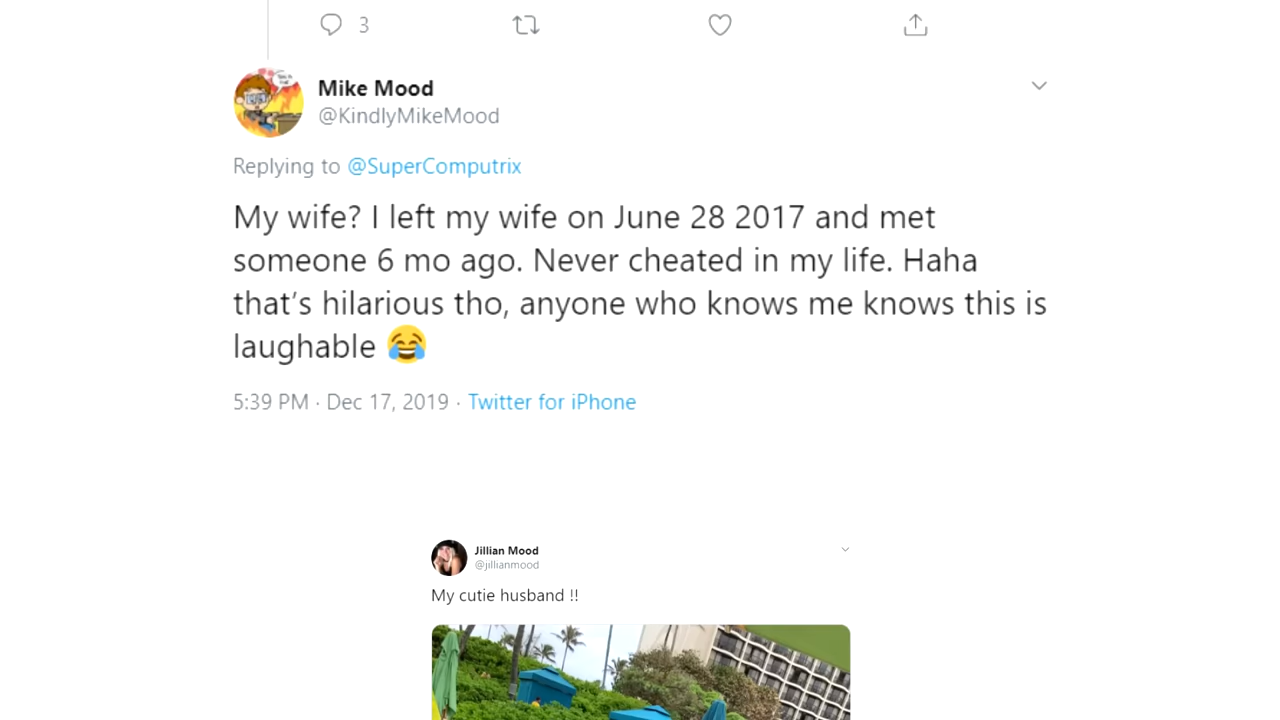 3
Mike Mood
@KindlyMikeMood
Replying to @SuperComputrix
My wife? I left my wife on June 28 2017 and met
someone 6 mo ago. Never cheated in my life. Haha
that's hilarious tho, anyone who knows me knows this is
laughable 😂
5:39 PM · Dec 17, 2019 · Twitter for iPhone
Jillian Mood
@jillianmood
My cutie husband !!